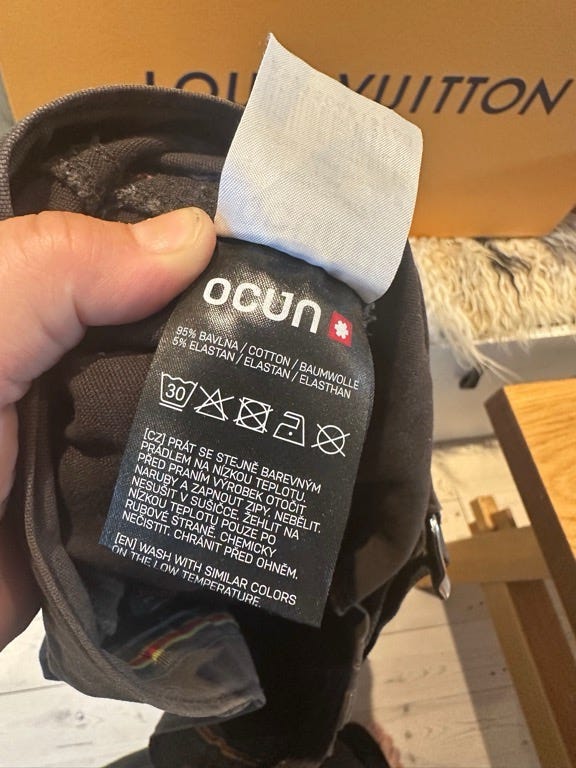 LOUIS VUITTON
ocun
95% BAVLNA / COTTON / BAUMWOLLE
5% ELASTAN / ELASTAN / ELASTHAN
30
[CZ] PRÁT SE STEJNĚ BAREVNÝM
PRÁDLEM NA NÍZKOU TEPLOTU.
PŘED PRANÍM VÝROBEK OTOČIT
NARUBY A ZAPNOUT ZIPY. NEBĚLIT.
NESUŠIT V SUŠIČCE. ŽEHLIT NA
NÍZKOU TEPLOTU POUZE PO
RUBOVÉ STRANĚ. CHEMICKY
NEČISTIT. CHRÁNIT PŘED OHNĚM.
[EN] WASH WITH SIMILAR COLORS
ON THE LOW TEMPERATURE.